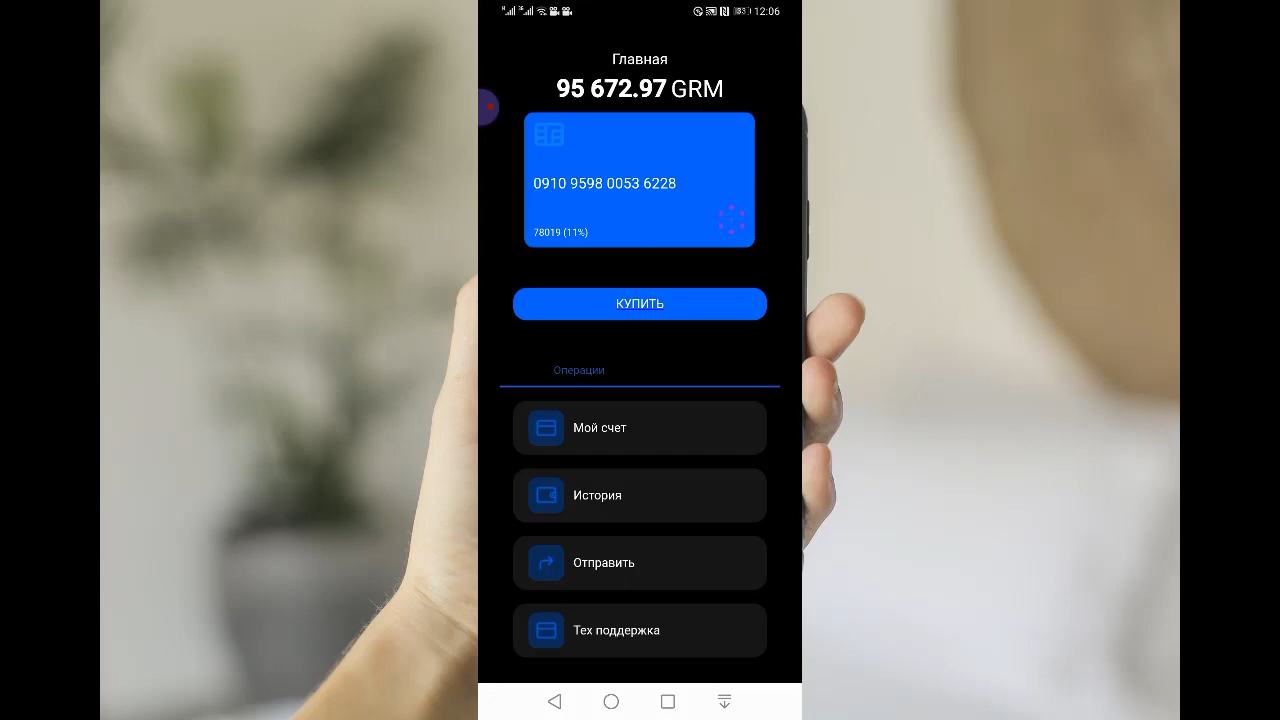 12:06
Главная
95 672.97 GRM
0910 9598 0053 6228
78019 (11%)
КУПИТЬ
Операции
Мой счет
История
Отправить
Тех поддержка